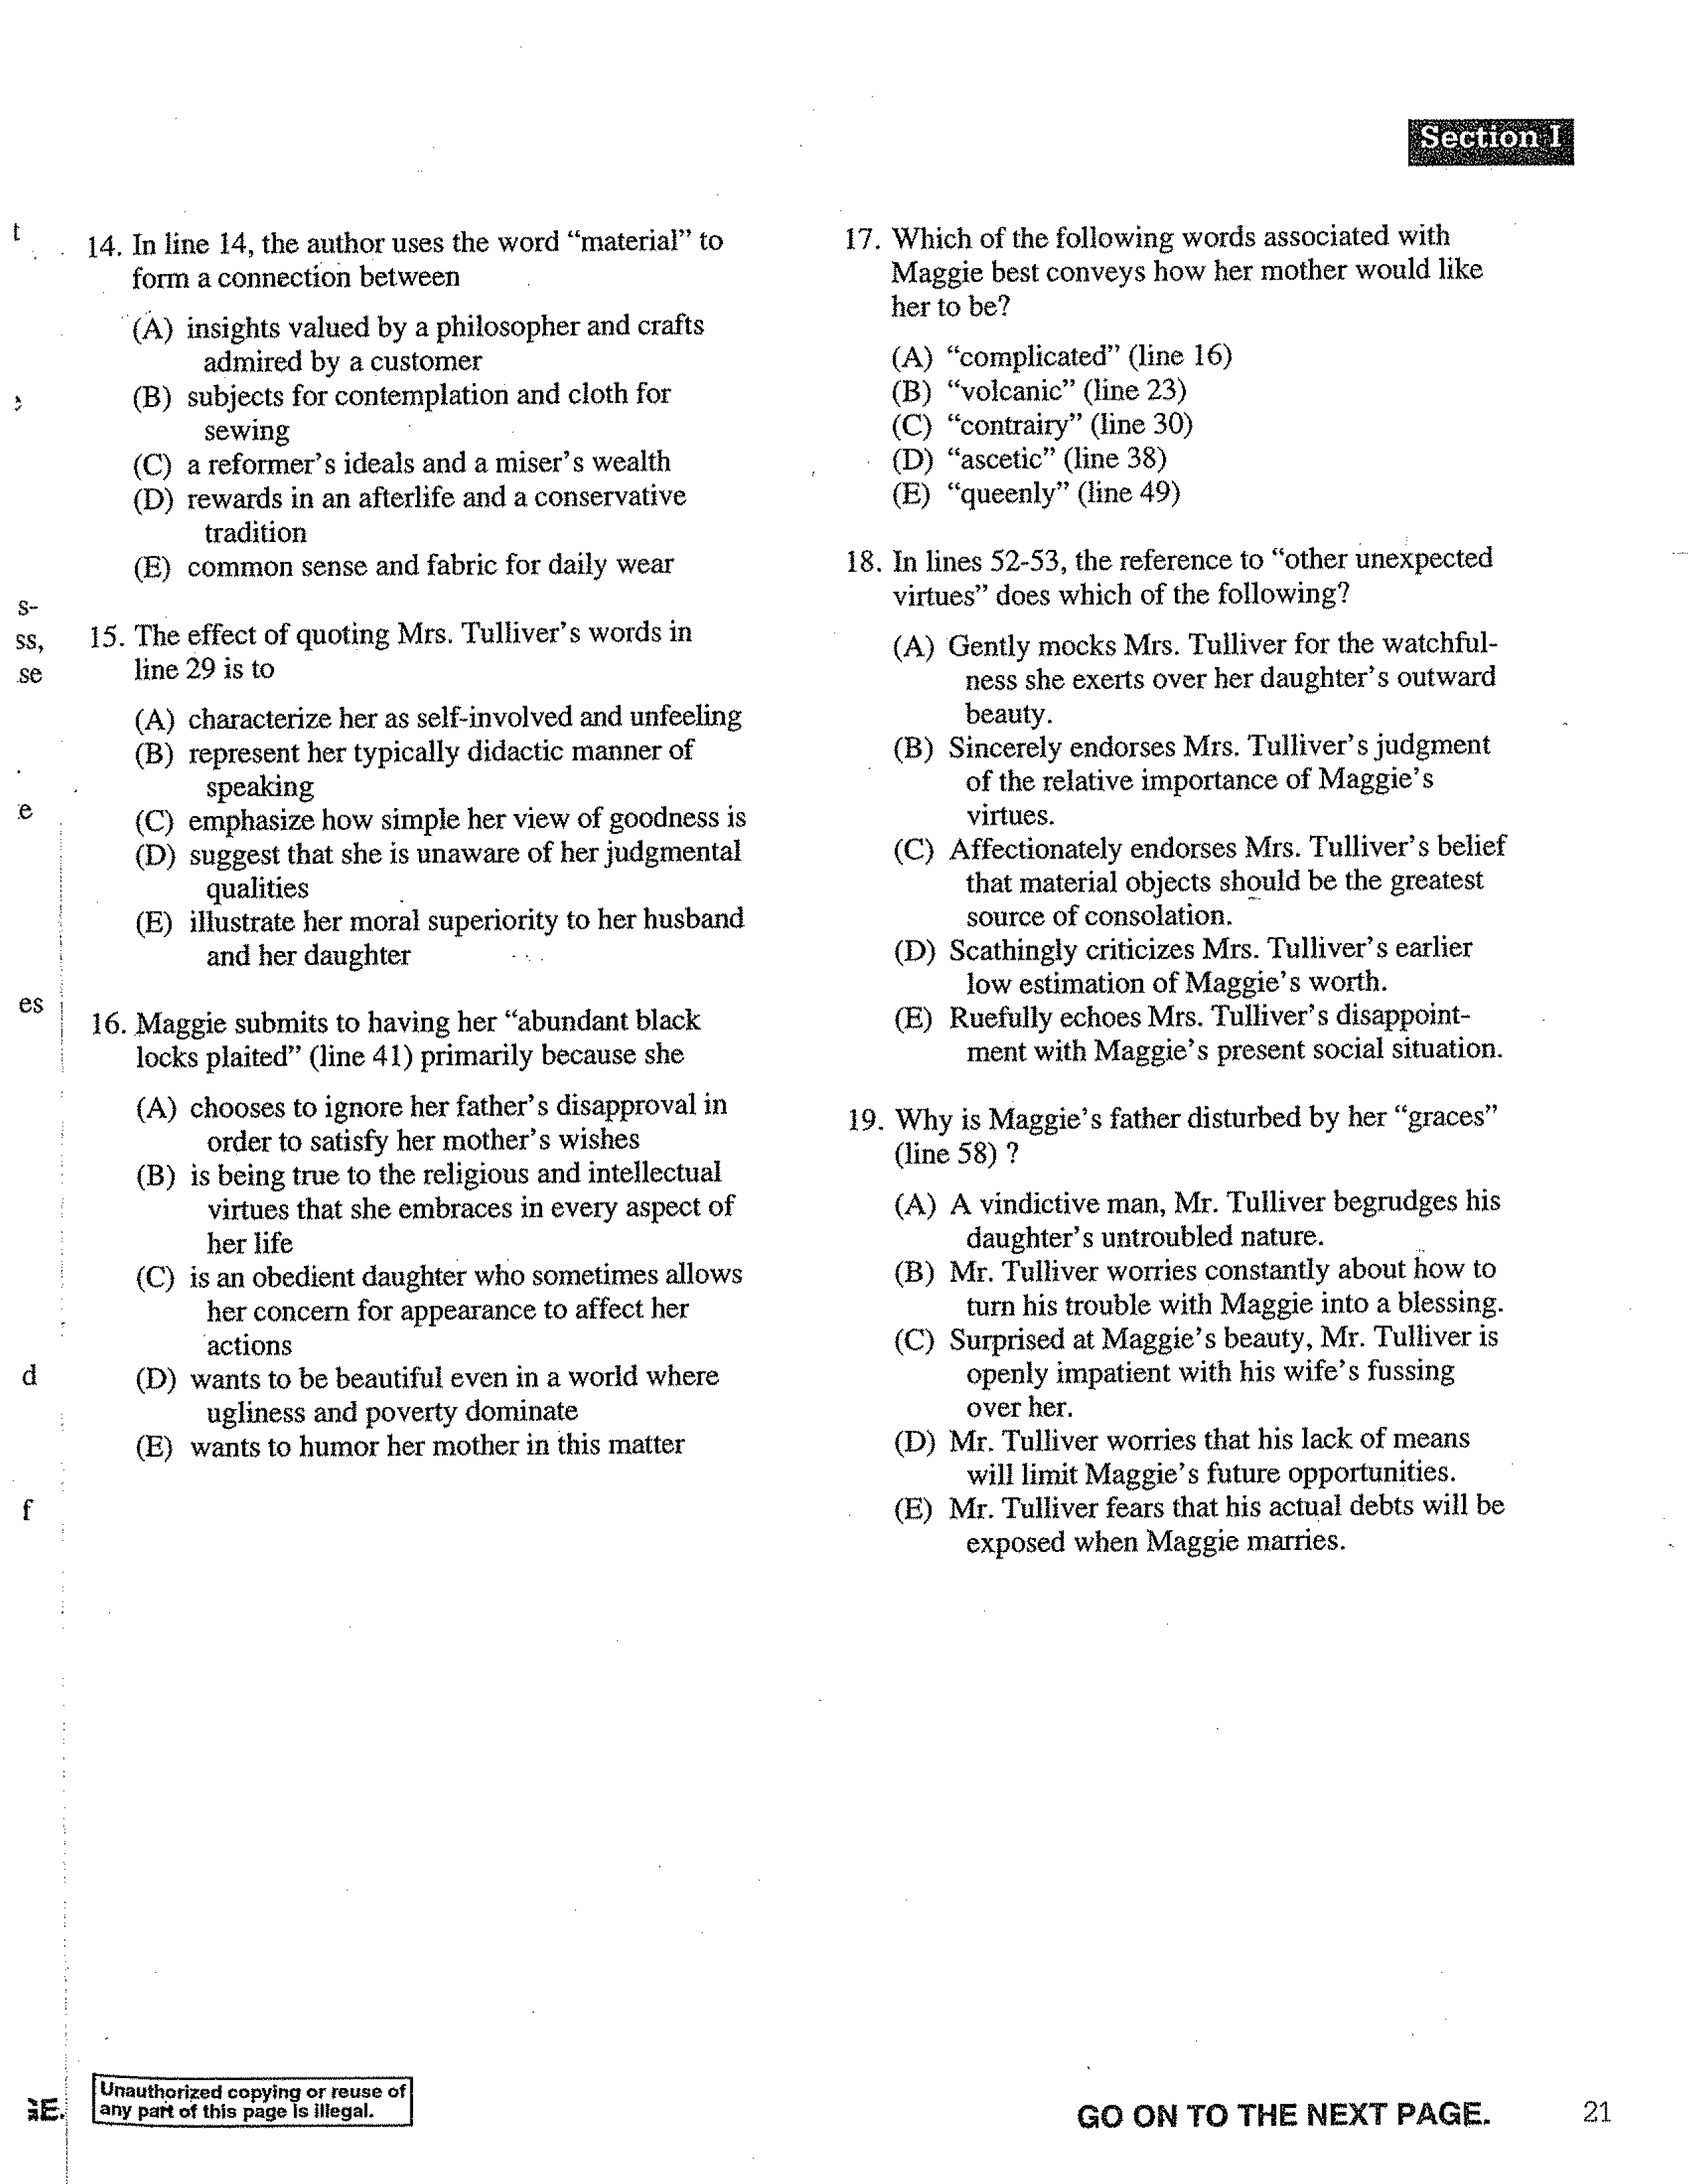 Section I
t
14. In line 14, the author uses the word “material” to
form a connection between
(A) insights valued by a philosopher and crafts
admired by a customer
(B) subjects for contemplation and cloth for
sewing
(C) a reformer’s ideals and a miser’s wealth
(D) rewards in an afterlife and a conservative
tradition
(E) common sense and fabric for daily wear
s-
ss,
se
15. The effect of quoting Mrs. Tulliver’s words in
line 29 is to
(A) characterize her as self-involved and unfeeling
(B) represent her typically didactic manner of
speaking
(C) emphasize how simple her view of goodness is
(D) suggest that she is unaware of her judgmental
qualities
(E) illustrate her moral superiority to her husband
and her daughter
e
es
16. Maggie submits to having her “abundant black
locks plaited” (line 41) primarily because she
(A) chooses to ignore her father’s disapproval in
order to satisfy her mother’s wishes
(B) is being true to the religious and intellectual
virtues that she embraces in every aspect of
her life
(C) is an obedient daughter who sometimes allows
her concern for appearance to affect her
actions
(D) wants to be beautiful even in a world where
ugliness and poverty dominate
(E) wants to humor her mother in this matter
d
f
17. Which of the following words associated with
Maggie best conveys how her mother would like
her to be?
(A) “complicated” (line 16)
(B) “volcanic” (line 23)
(C) “contrairy” (line 30)
(D) “ascetic” (line 38)
(E) “queenly” (line 49)
18. In lines 52-53, the reference to “other unexpected
virtues” does which of the following?
(A) Gently mocks Mrs. Tulliver for the watchful-
ness she exerts over her daughter’s outward
beauty.
(B) Sincerely endorses Mrs. Tulliver’s judgment
of the relative importance of Maggie’s
virtues.
(C) Affectionately endorses Mrs. Tulliver’s belief
that material objects should be the greatest
source of consolation.
(D) Scathingly criticizes Mrs. Tulliver’s earlier
low estimation of Maggie’s worth.
(E) Ruefully echoes Mrs. Tulliver’s disappoint-
ment with Maggie’s present social situation.
19. Why is Maggie’s father disturbed by her “graces”
(line 58) ?
(A) A vindictive man, Mr. Tulliver begrudges his
daughter’s untroubled nature.
(B) Mr. Tulliver worries constantly about how to
turn his trouble with Maggie into a blessing.
(C) Surprised at Maggie’s beauty, Mr. Tulliver is
openly impatient with his wife’s fussing
over her.
(D) Mr. Tulliver worries that his lack of means
will limit Maggie’s future opportunities.
(E) Mr. Tulliver fears that his actual debts will be
exposed when Maggie marries.
E.
Unauthorized copying or reuse of
any part of this page is illegal.
GO ON TO THE NEXT PAGE.
21